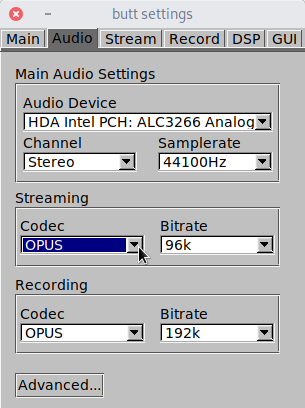 butt settings
Main Audio Stream Record DSP GUI
Main Audio Settings
Audio Device
HDA Intel PCH: ALC3266 Analog
Channel Samplerate
Stereo 44100Hz
Streaming
Codec Bitrate
OPUS 96k
Recording
Codec Bitrate
OPUS 192k
Advanced...